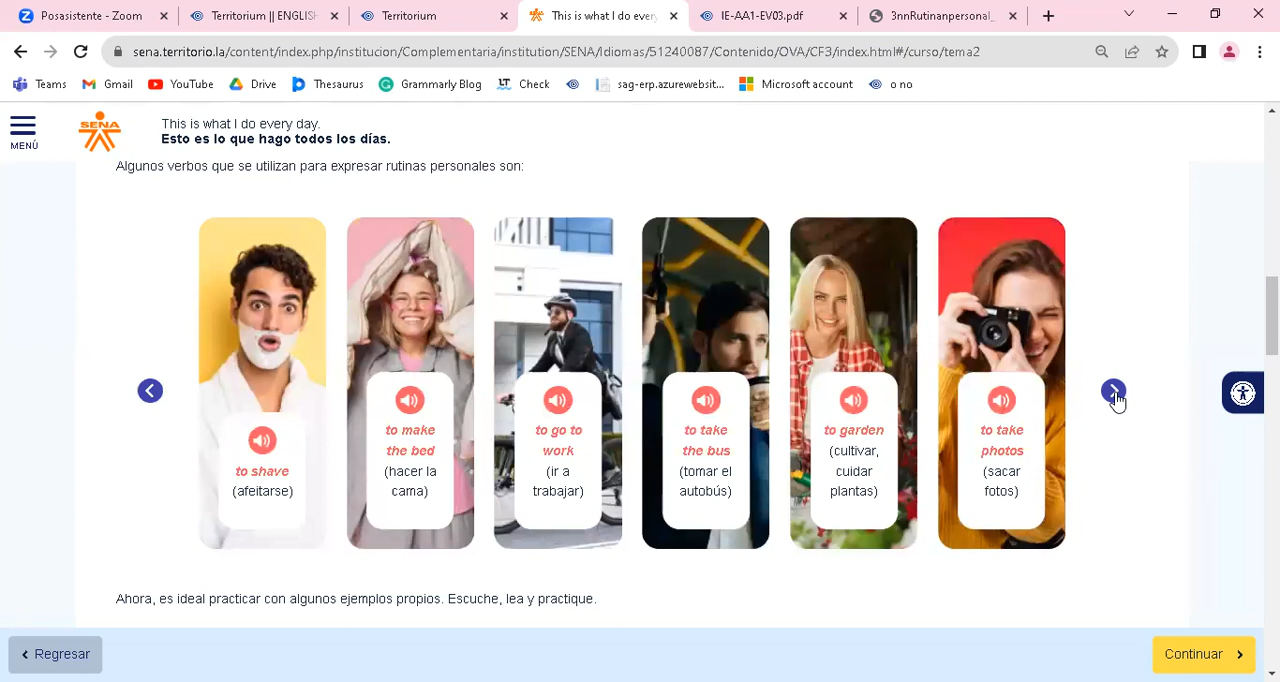 Posasistente - Zoom
Territorium || ENGLISH
Territorium
This is what I do every
IE-AA1-EV03.pdf
3nnRutinanpersonal_
sena.territorio.la/content/index.php/institucion/Complementaria/institution/SENA/Idiomas/51240087/Contenido/OVA/CF3/index.html#/curso/tema2
Teams
Gmail
YouTube
Drive
Thesaurus
Grammarly Blog
LT Check
sag-erp.azurewebsit...
Microsoft account
o no
MENÚ
SENA
This is what I do every day.
Esto es lo que hago todos los días.
Algunos verbos que se utilizan para expresar rutinas personales son:
to shave
(afeitarse)
to make
the bed
(hacer la
cama)
to go to
work
(ir a
trabajar)
to take
the bus
(tomar el
autobús)
to garden
(cultivar,
cuidar
plantas)
to take
photos
(sacar
fotos)
Ahora, es ideal practicar con algunos ejemplos propios. Escuche, lea y practique.
Regresar
Continuar